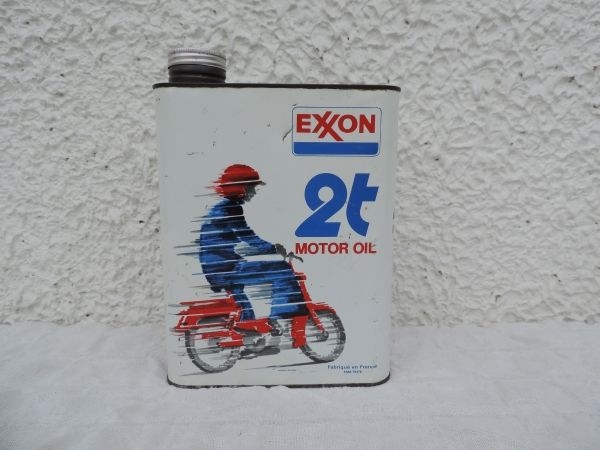 EXXON
2t
MOTOR OIL
Fabriqué en France